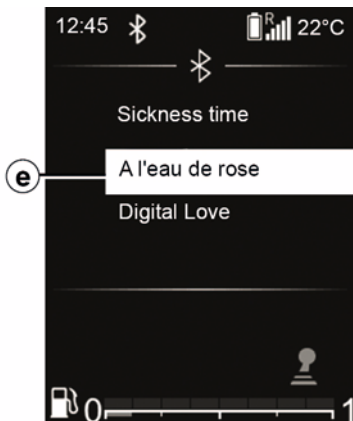 12:45 R 22°C
Sickness time
e A l'eau de rose
Digital Love
0 1